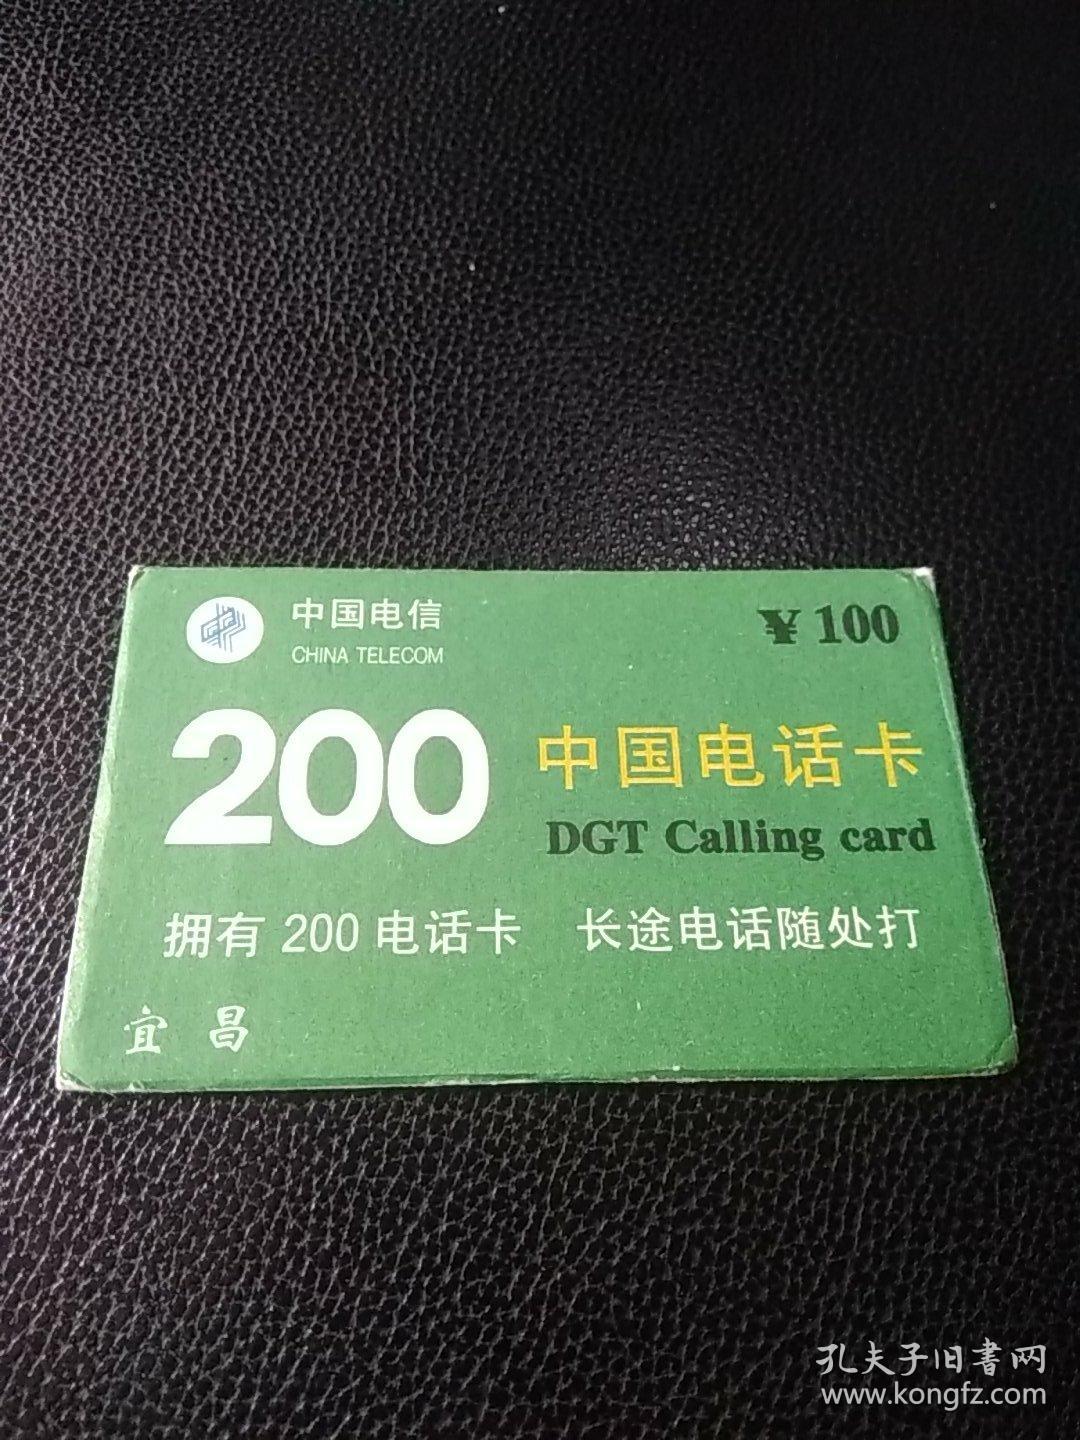 中国电信
CHINA TELECOM
¥100
200
中国电话卡
DGT Calling card
拥有 200 电话卡 长途电话随处打
宜昌
孔夫子旧書网
www.kongfz.com